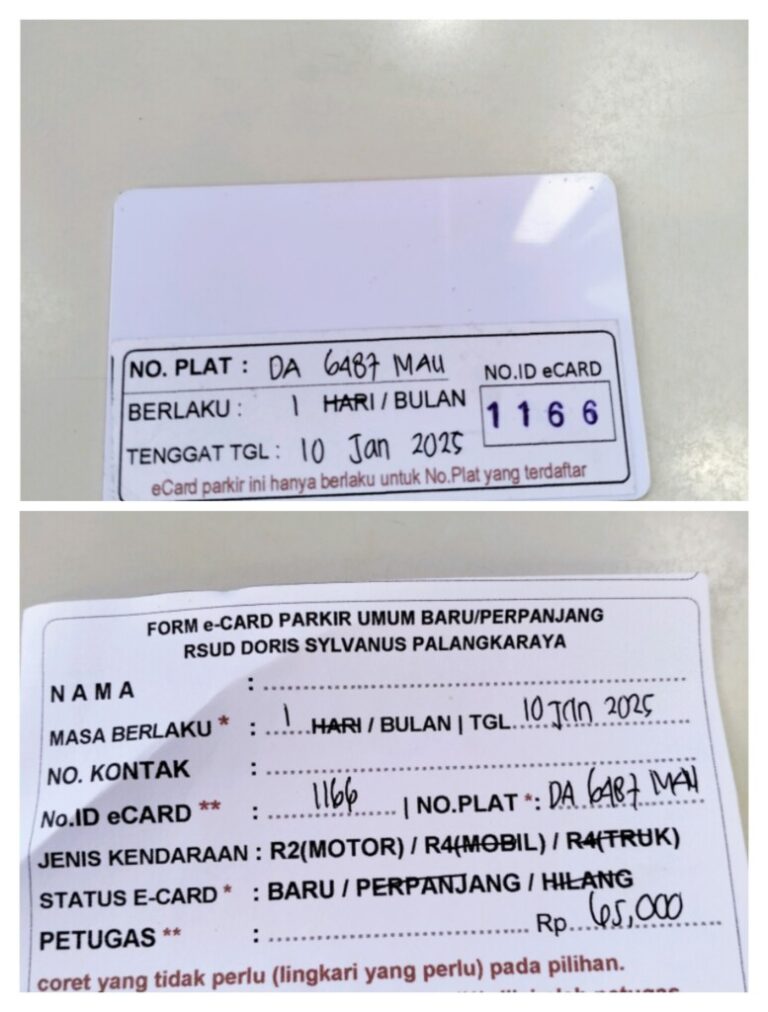 NO. PLAT : DA 6487 MAU
NO.ID eCARD
BERLAKU : 1 HARI / BULAN
1166
TENGGAT TGL : 10 Jan 2025
eCard parkir ini hanya berlaku untuk No.Plat yang terdaftar
FORM e-CARD PARKIR UMUM BARU/PERPANJANG
RSUD DORIS SYLVANUS PALANGKARAYA
NAMA :
MASA BERLAKU * : 1 HARI / BULAN | TGL. 10 Jan 2025
NO. KONTAK :
No.ID eCARD ** : 1166 | NO.PLAT *: DA 6487 MAU
JENIS KENDARAAN : R2(MOTOR) / R4(MOBIL) / R4(TRUK)
STATUS E-CARD * : BARU / PERPANJANG / HILANG
PETUGAS ** : Rp. 65,000
coret yang tidak perlu (lingkari yang perlu) pada pilihan.